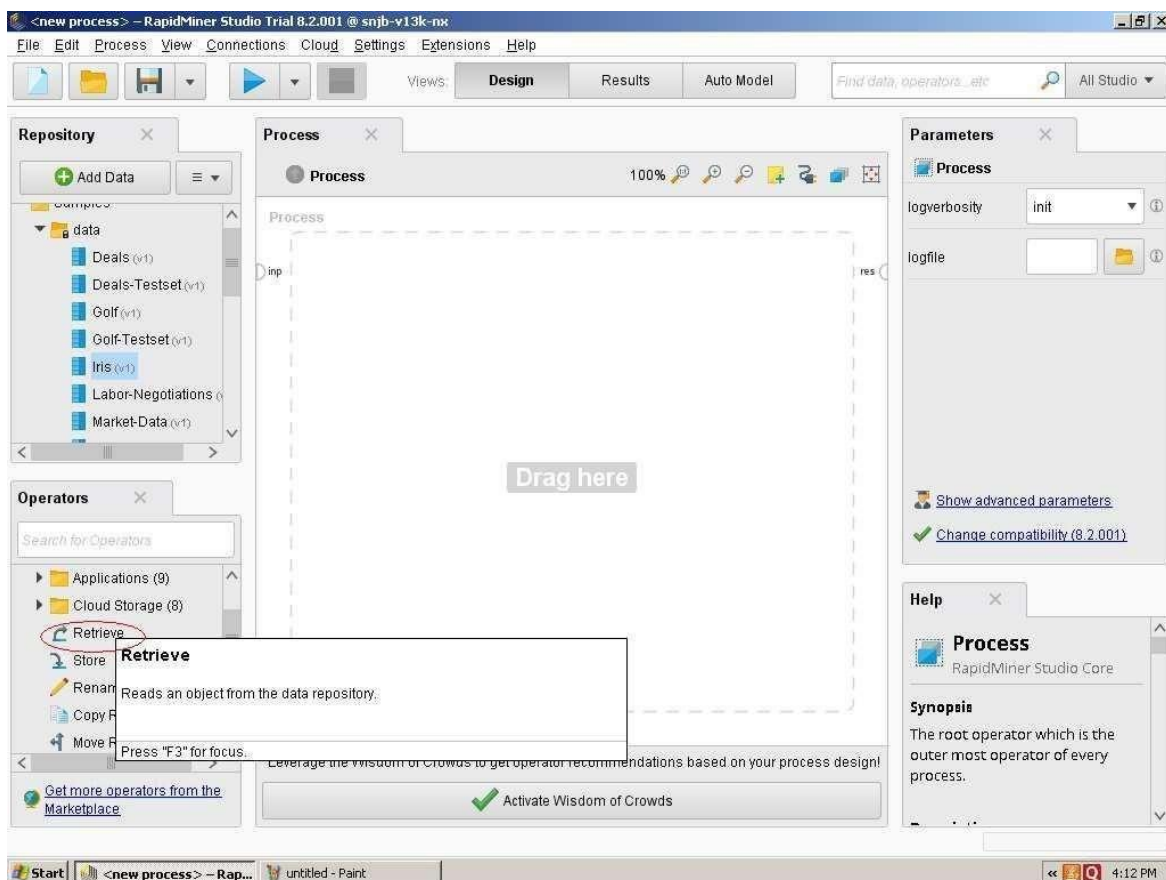 <new process> – RapidMiner Studio Trial 8.2.001 @ snjb-v13k-nx
File Edit Process View Connections Cloud Settings Extensions Help
Views: Design Results Auto Model Find data, operators...etc All Studio
Repository
Add Data
Samples
data
Deals (v1)
Deals-Testset (v1)
Golf (v1)
Golf-Testset (v1)
Iris (v1)
Labor-Negotiations
Market-Data (v1)
Operators
Search for Operators
Applications (9)
Cloud Storage (8)
Retrieve
Store
Renam
Copy R
Move R
Get more operators from the
Marketplace
Retrieve
Reads an object from the data repository.
Press "F3" for focus.
Process
Process 100%
Process
inp
res
Drag here
Leverage the Wisdom of Crowds to get operator recommendations based on your process design!
Activate Wisdom of Crowds
Parameters
Process
logverbosity init
logfile
Show advanced parameters
Change compatibility (8.2.001)
Help
Process
RapidMiner Studio Core
Synopsis
The root operator which is the
outer most operator of every
process.
Start <new process> – Rap... untitled - Paint « Q 4:12 PM